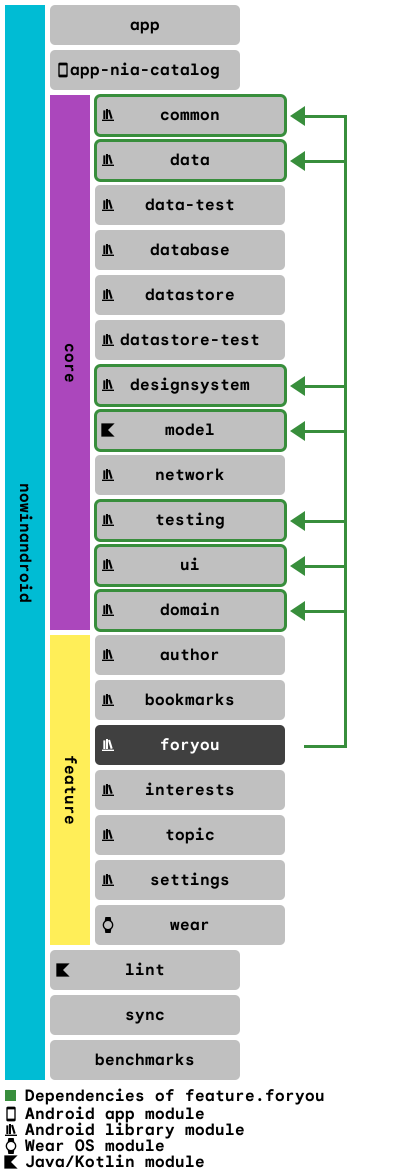 nowinandroid
app
app-nia-catalog
core
common
data
data-test
database
datastore
datastore-test
designsystem
model
network
testing
ui
domain
feature
author
bookmarks
foryou
interests
topic
settings
wear
lint
sync
benchmarks
Dependencies of feature.foryou
Android app module
Android library module
Wear OS module
Java/Kotlin module